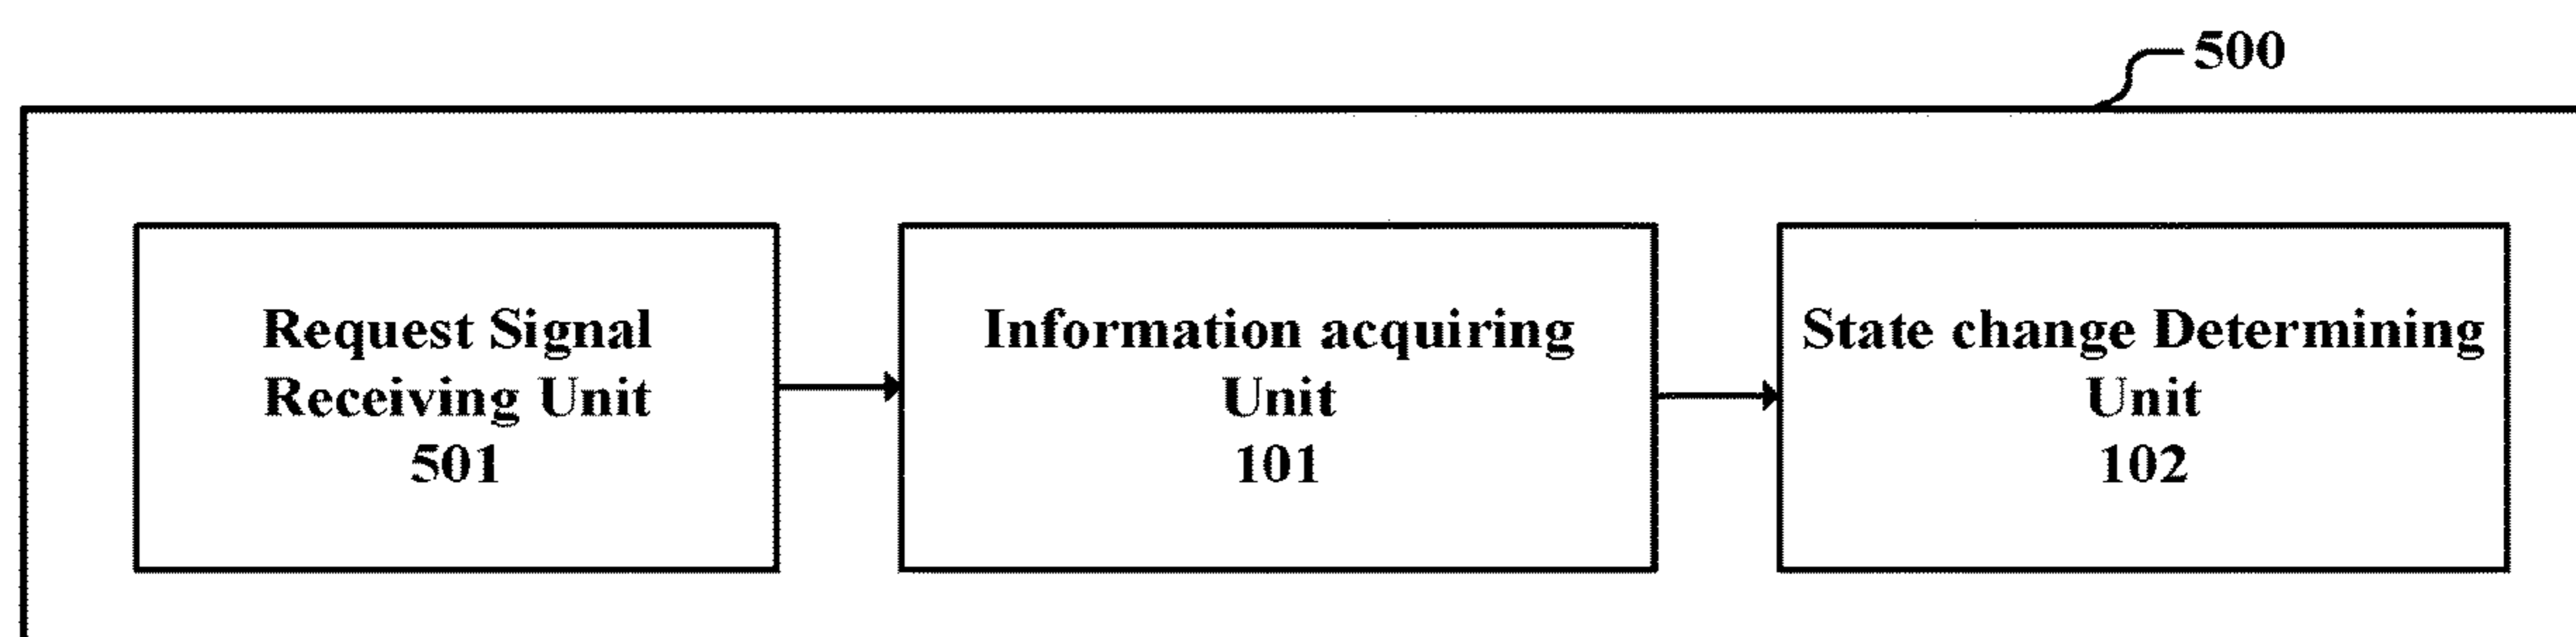 500
Request Signal
Receiving Unit
501
Information acquiring
Unit
101
State change Determining
Unit
102